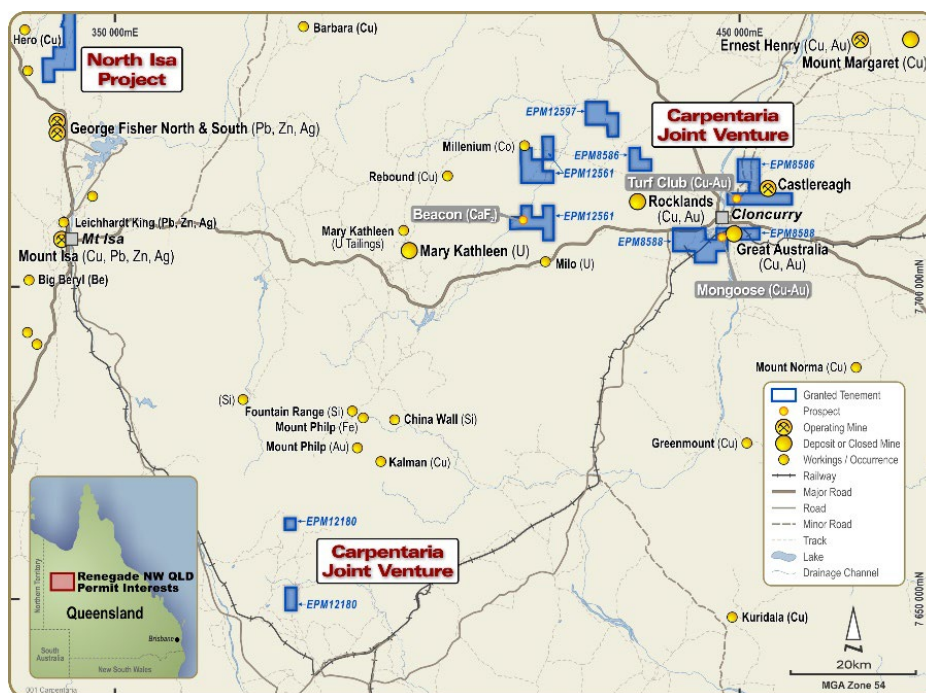 350 000mE
450 000mE
Hero (Cu)
North Isa
Project
Barbara (Cu)
Ernest Henry (Cu, Au)
Mount Margaret (Cu)
George Fisher North & South (Pb, Zn, Ag)
EPM12597
Carpentaria
Joint Venture
Millenium (Co)
EPM8586
EPM8586
Rebound (Cu)
EPM12561
Turf Club (Cu-Au)
Castlereagh
Rocklands
(Cu, Au)
Cloncurry
Leichhardt King (Pb, Zn, Ag)
Beacon (CaF2)
EPM12561
Mt Isa
Mount Isa (Cu, Pb, Zn, Ag)
Mary Kathleen
(U Tailings)
Mary Kathleen (U)
EPM8588
EPM8588
Great Australia
(Cu, Au)
Milo (U)
Big Beryl (Be)
Mongoose (Cu-Au)
7 700 000mN
Mount Norma (Cu)
(Si)
Fountain Range (Si)
Mount Philp (Fe)
China Wall (Si)
Mount Philp (Au)
Kalman (Cu)
Greenmount (Cu)
Granted Tenement
Prospect
Operating Mine
Deposit or Closed Mine
Workings / Occurrence
Railway
Major Road
Road
Minor Road
Track
Lake
Drainage Channel
EPM12180
Carpentaria
Joint Venture
EPM12180
Renegade NW QLD
Permit Interests
Northern Territory
Queensland
Brisbane
South
Australia
New South Wales
Kuridala (Cu)
7 650 000mN
20km
MGA Zone 54
001 Carpentaria